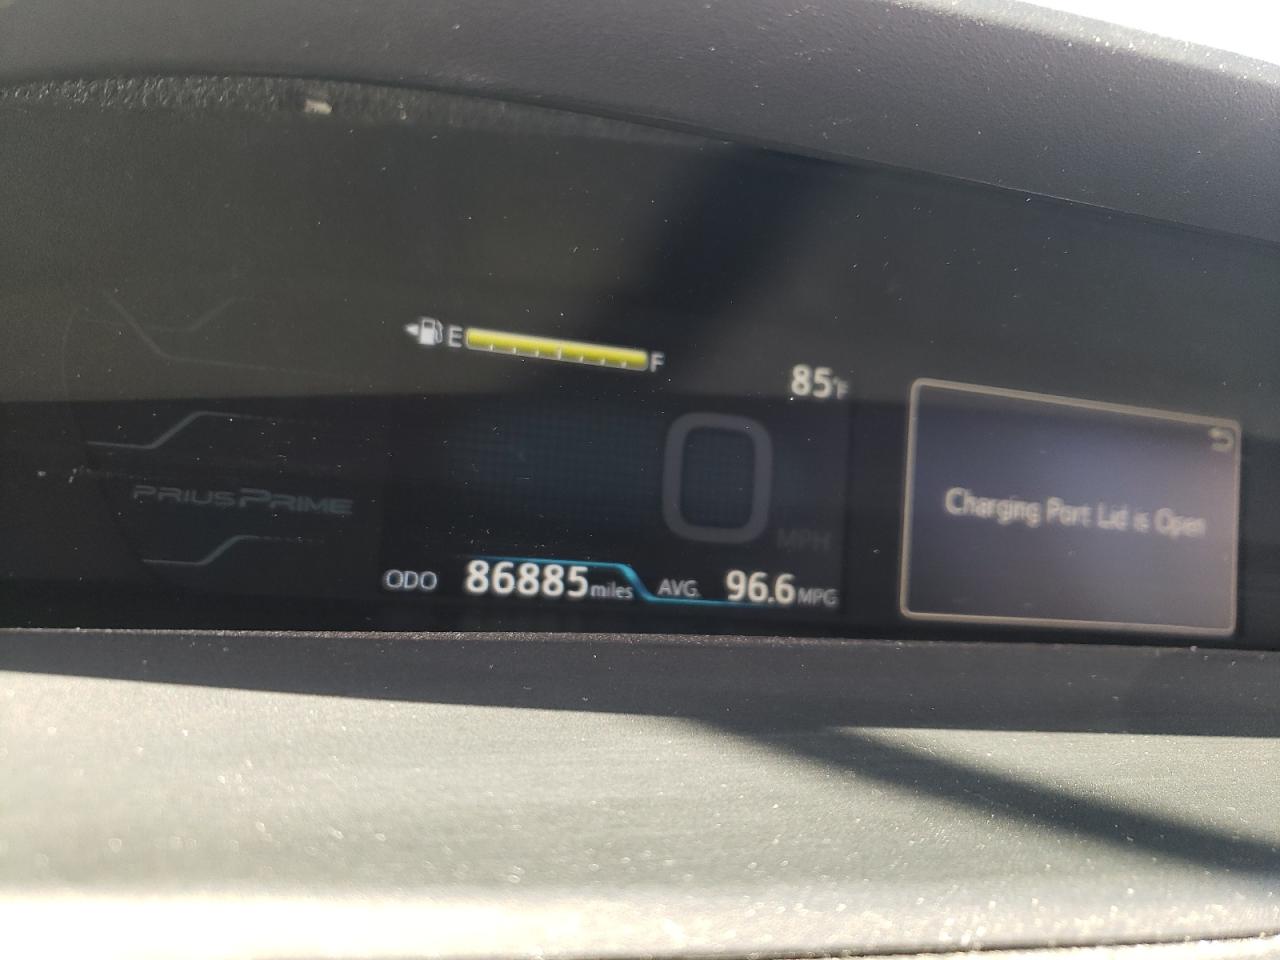 E F
85°F
0
MPH
PRIUS PRIME
ODO 86885 miles AVG. 96.6 MPG
Charging Port Lid is Open